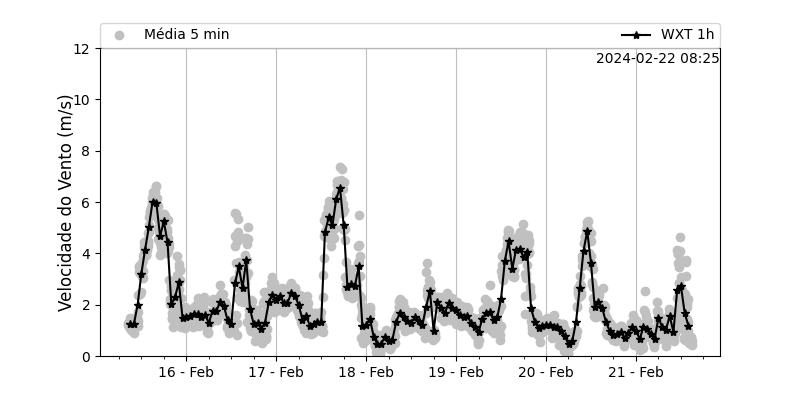 Média 5 min
WXT 1h
2024-02-22 08:25
Velocidade do Vento (m/s)
12
10
8
6
4
2
0
16 - Feb
17 - Feb
18 - Feb
19 - Feb
20 - Feb
21 - Feb